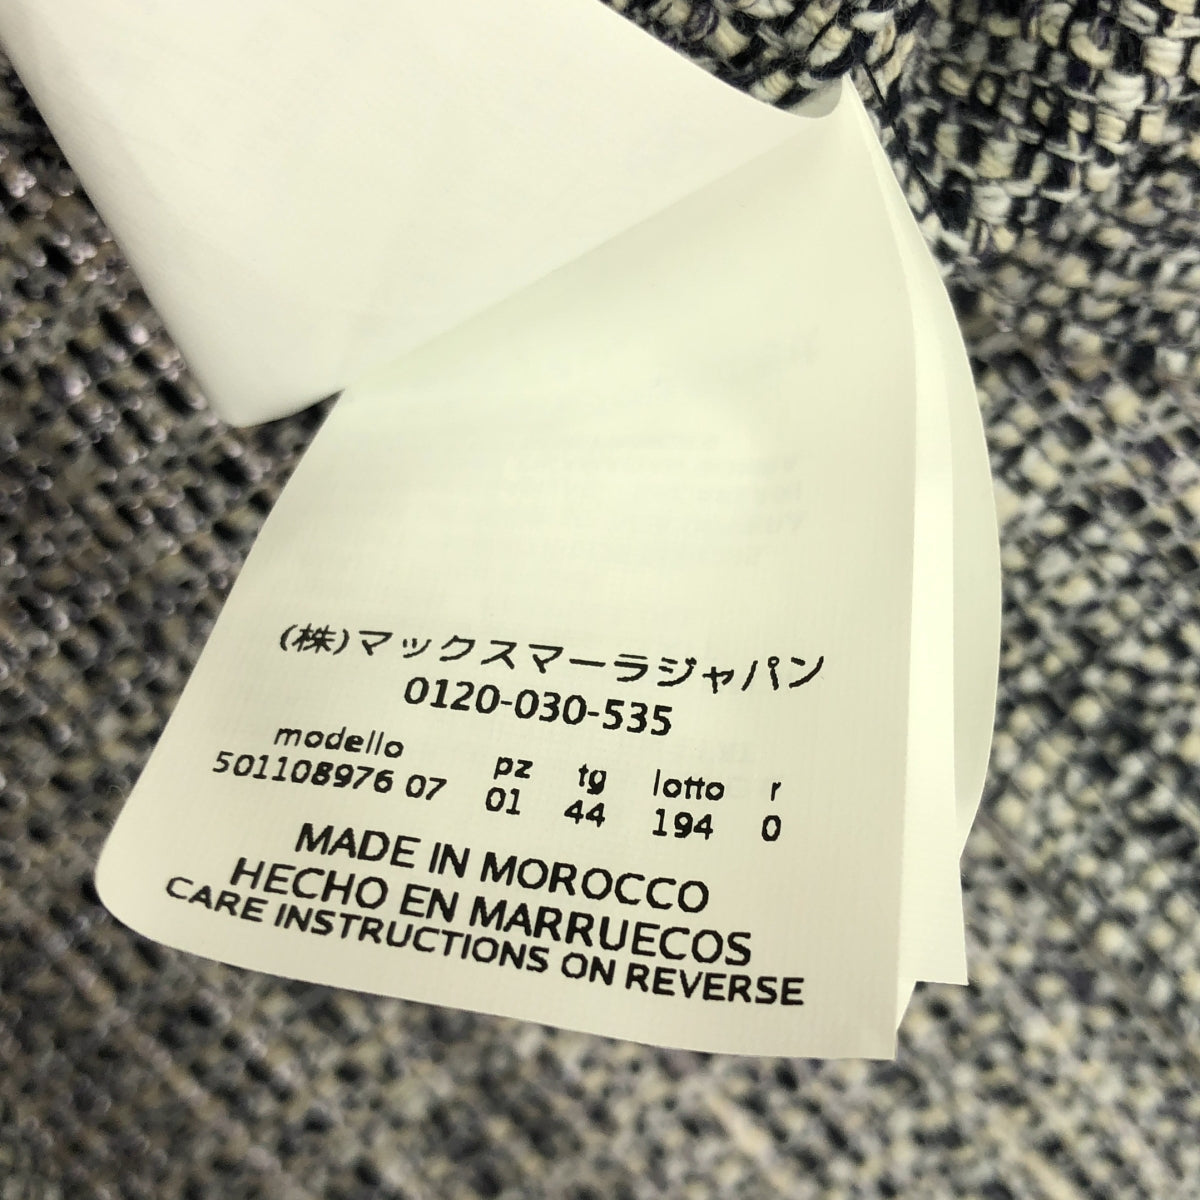 (株)マックスマーラジャパン
0120-030-535
modello pz tg lotto r
501108976 07 01 44 194 0
MADE IN MOROCCO
HECHO EN MARRUECOS
CARE INSTRUCTIONS ON REVERSE